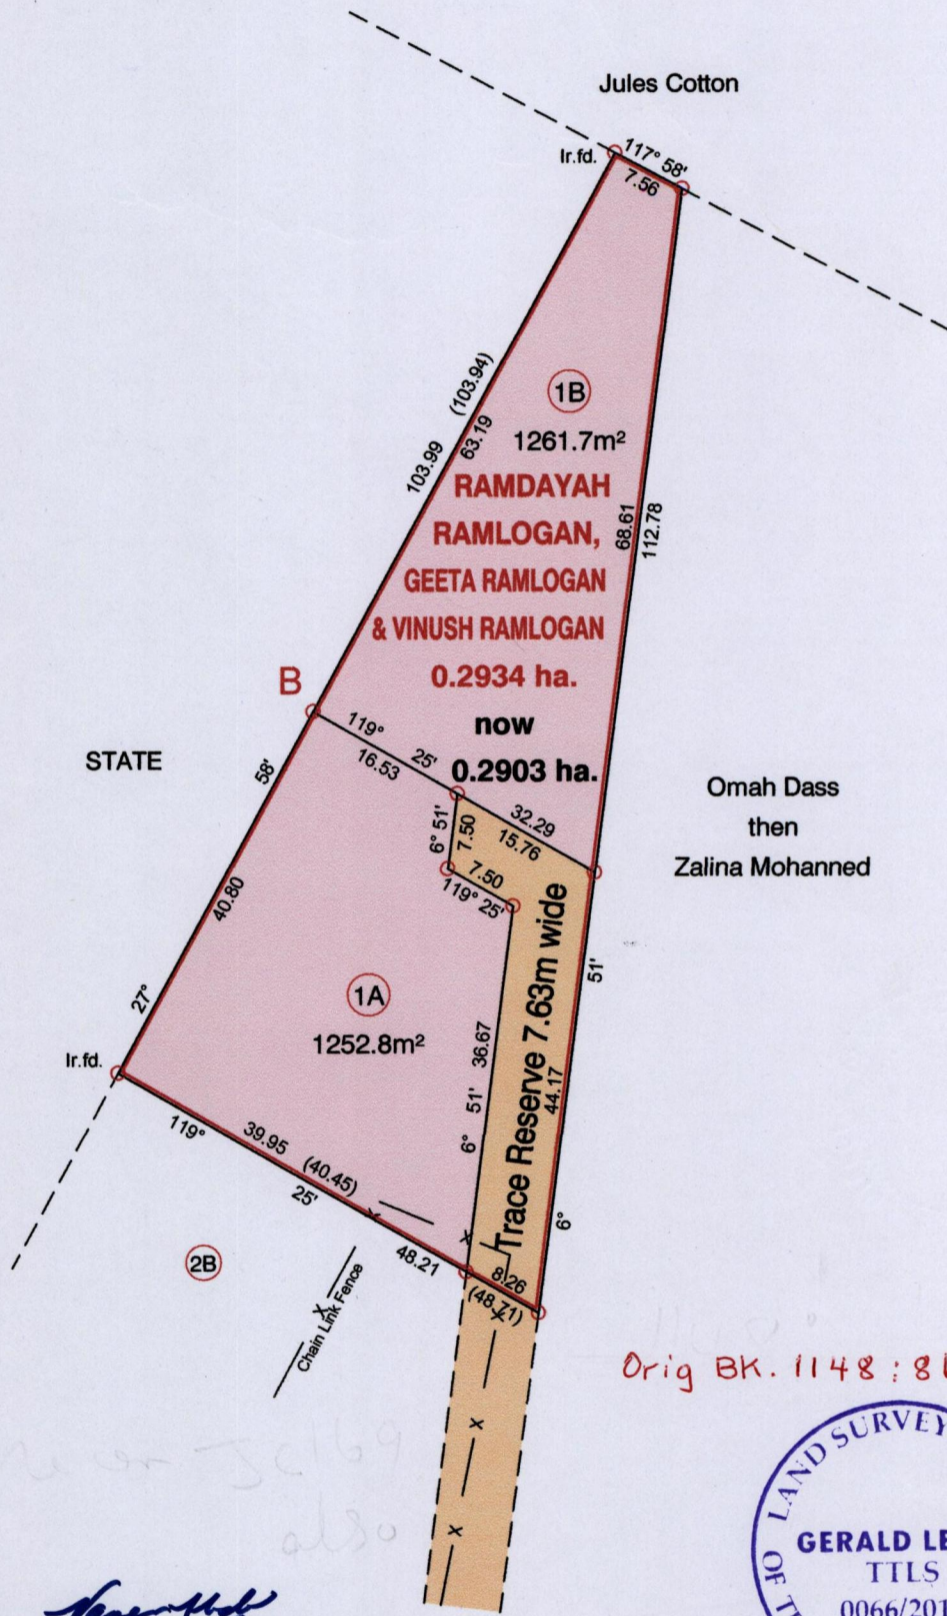 Jules Cotton
Ir.fd.
117° 58'
7.56
(103.94)
103.99
63.19
1B
1261.7m²
RAMDAYAH
RAMLOGAN,
GEETA RAMLOGAN
& VINUSH RAMLOGAN
0.2934 ha.
now
0.2903 ha.
68.61
112.78
B
STATE
119° 25'
16.53
58'
Omah Dass
then
Zalina Mohanned
32.29
15.76
6° 51'
7.50
7.50
119° 25'
40.80
27°
1A
1252.8m²
36.67
6° 51'
Trace Reserve 7.63m wide
44.17
51'
6°
Ir.fd.
119° 25'
39.95
(40.45)
48.21
8.26
(48.71)
x
x
x
x
x
x
2B
Chain Link Fence
Orig BK. 1148 :
LAND SURVEY
GERALD
TTLS
OF
also